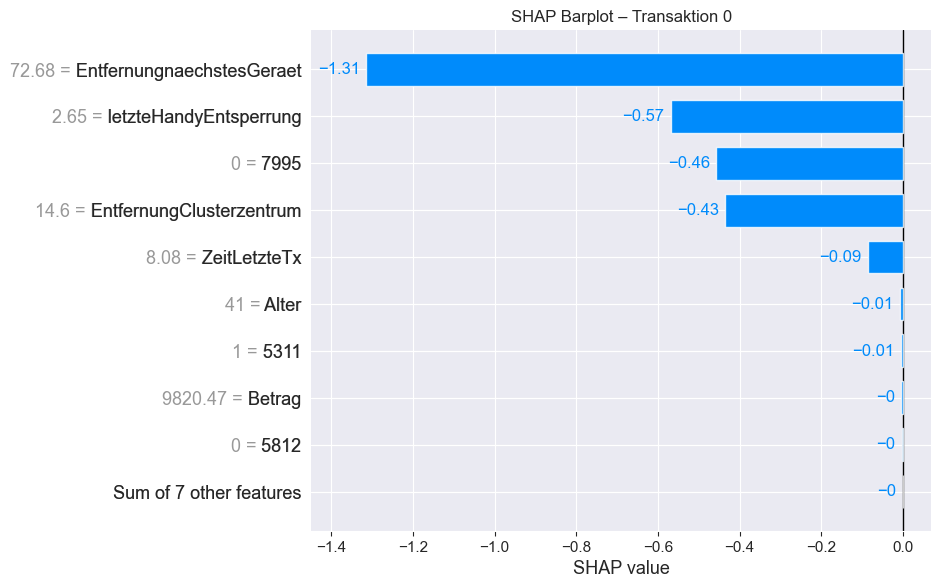 SHAP Barplot – Transaktion 0
72.68 = EntfernungnaechstesGeraet
−1.31
2.65 = letzteHandyEntsperrung
−0.57
0 = 7995
−0.46
14.6 = EntfernungClusterzentrum
−0.43
8.08 = ZeitLetzteTx
−0.09
41 = Alter
−0.01
1 = 5311
−0.01
9820.47 = Betrag
−0
0 = 5812
−0
Sum of 7 other features
−0
−1.4 −1.2 −1.0 −0.8 −0.6 −0.4 −0.2 0.0
SHAP value